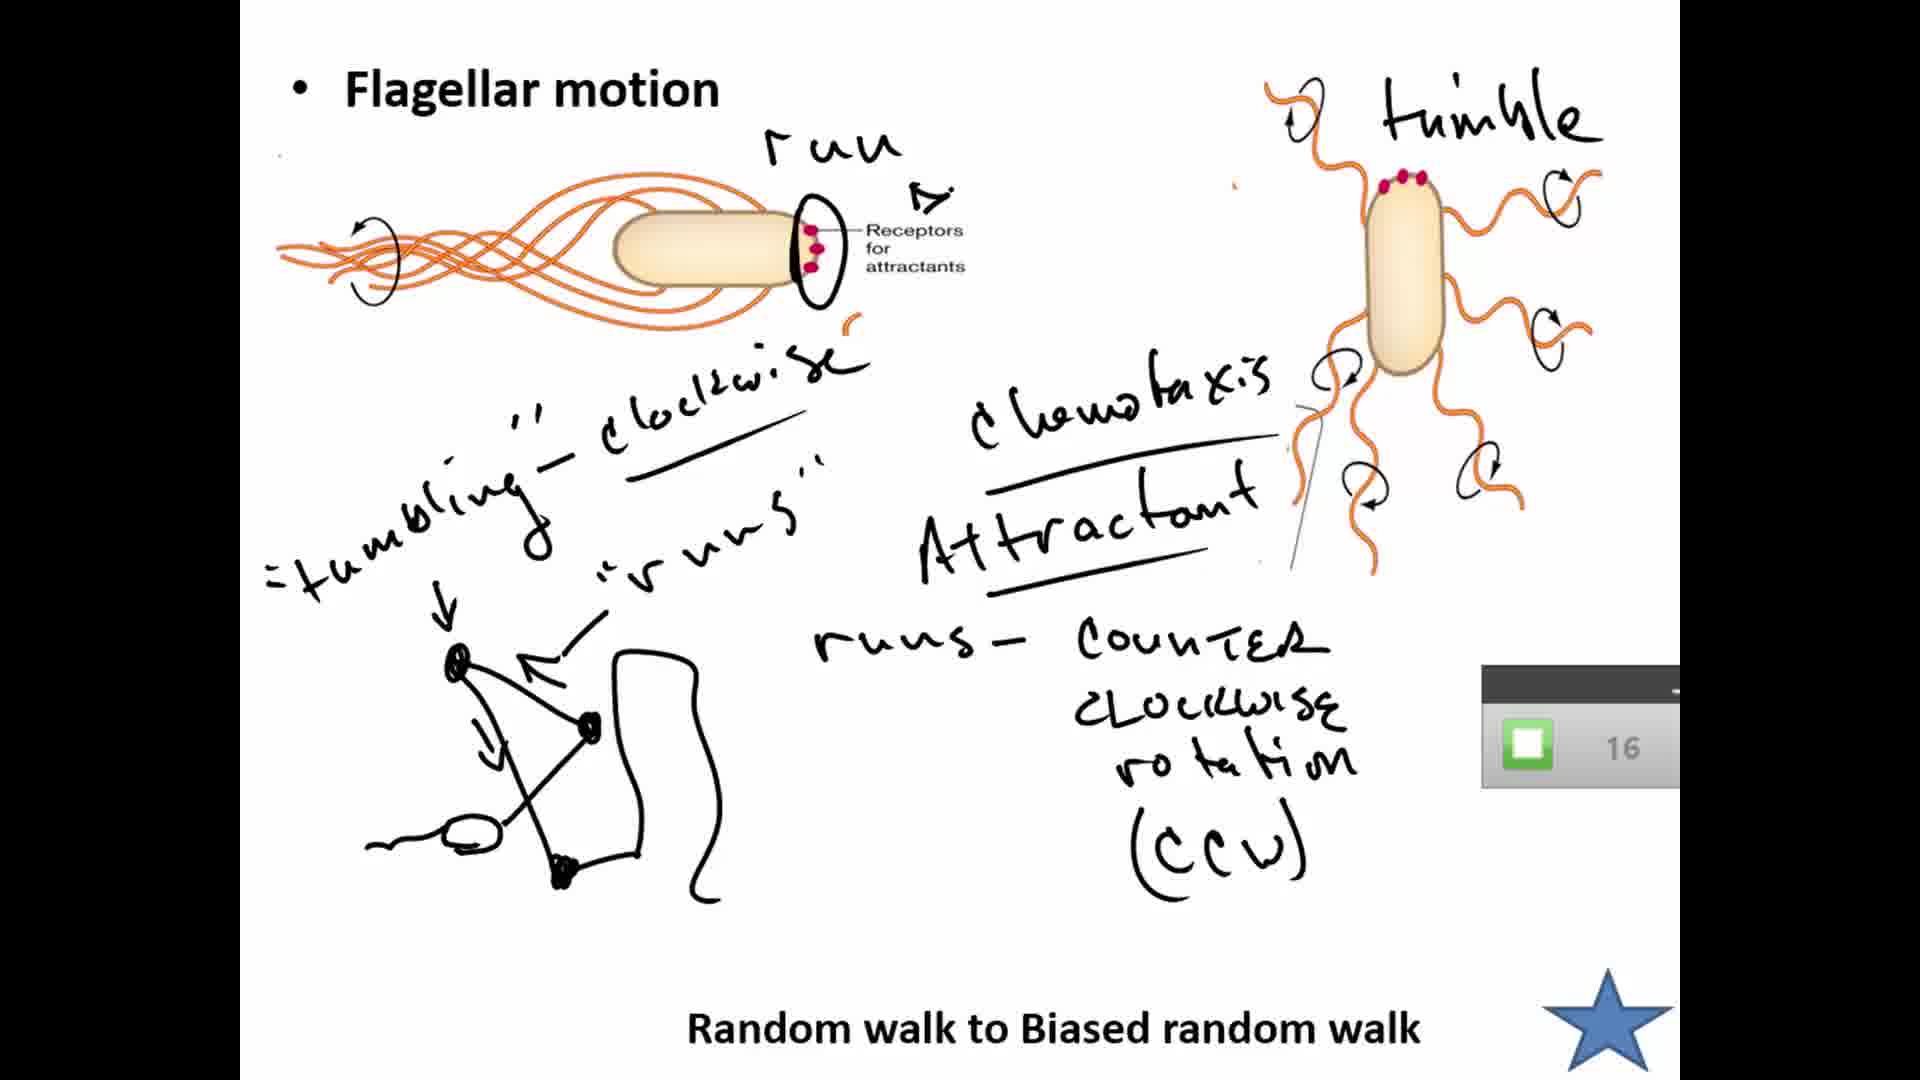 • Flagellar motion
run
tumble
Receptors
for
attractants
"tumbling" - clockwise
"runs"
Chemotaxis
Attractant
runs - COUNTER
CLOCKWISE
rotation
(CCW)
16
Random walk to Biased random walk